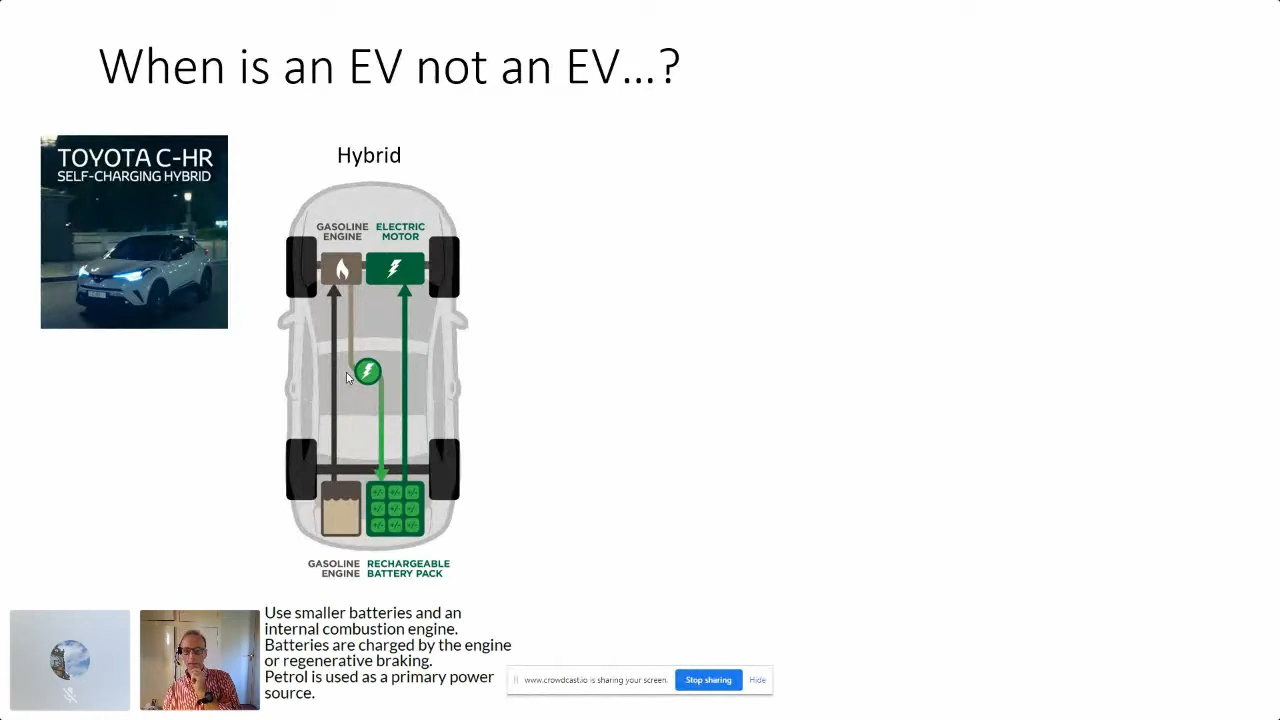 When is an EV not an EV...?
TOYOTA C-HR
SELF-CHARGING HYBRID
Hybrid
GASOLINE ENGINE
ELECTRIC MOTOR
GASOLINE ENGINE
RECHARGEABLE BATTERY PACK
Use smaller batteries and an
internal combustion engine.
Batteries are charged by the engine
or regenerative braking.
Petrol is used as a primary power
source.
www.crowdcast.io is sharing your screen.
Stop sharing
Hide